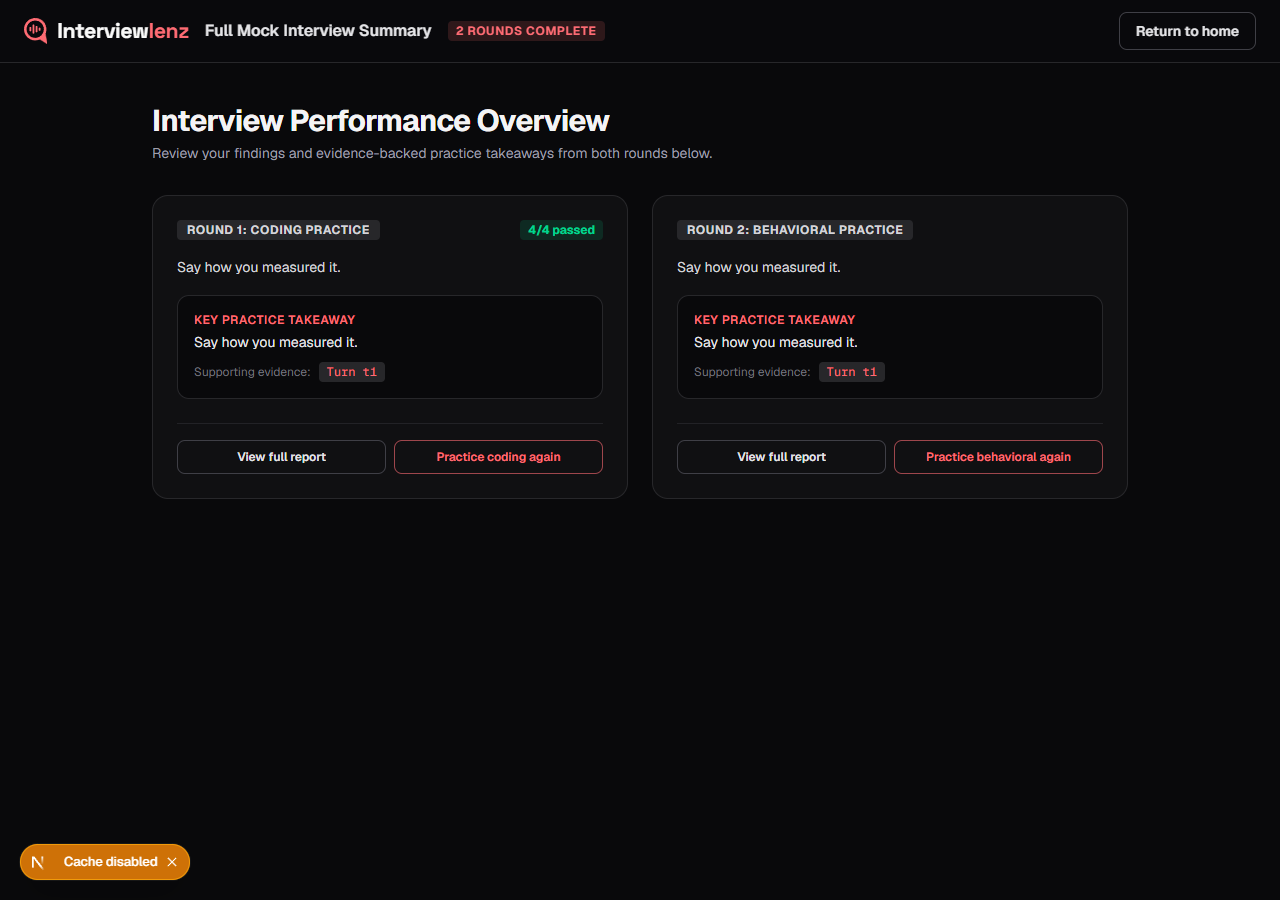 Interviewlenz Full Mock Interview Summary 2 ROUNDS COMPLETE Return to home
Interview Performance Overview
Review your findings and evidence-backed practice takeaways from both rounds below.
ROUND 1: CODING PRACTICE 4/4 passed
Say how you measured it.
KEY PRACTICE TAKEAWAY
Say how you measured it.
Supporting evidence: Turn t1
View full report Practice coding again
ROUND 2: BEHAVIORAL PRACTICE
Say how you measured it.
KEY PRACTICE TAKEAWAY
Say how you measured it.
Supporting evidence: Turn t1
View full report Practice behavioral again
Cache disabled